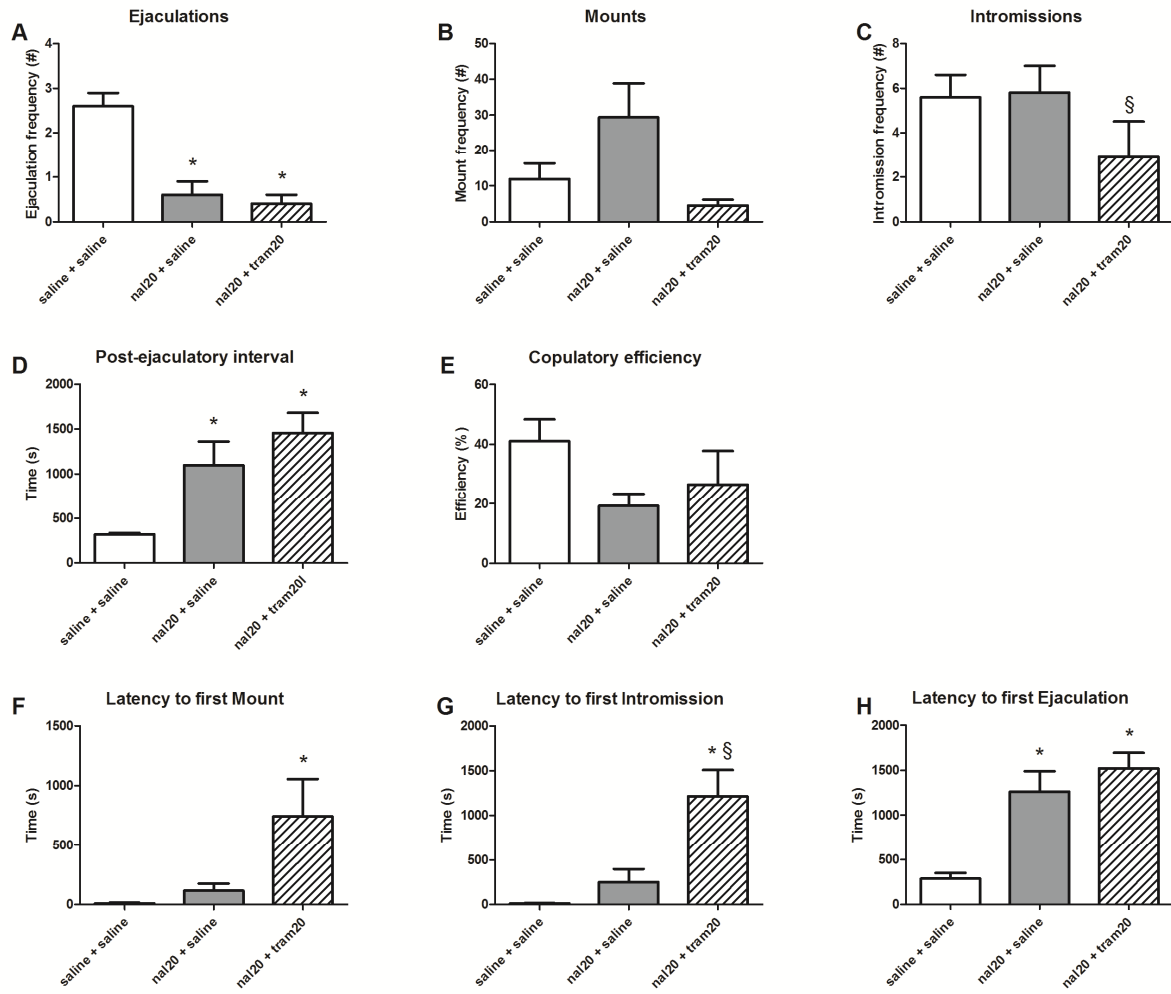 A
Ejaculations
Ejaculation frequency (#)
4
3
2
1
0
*
*
saline + saline
nal20 + saline
nal20 + tram20
B
Mounts
Mount frequency (#)
50
40
30
20
10
0
saline + saline
nal20 + saline
nal20 + tram20
C
Intromissions
Intromission frequency (#)
8
6
4
2
0
§
saline + saline
nal20 + saline
nal20 + tram20
D
Post-ejaculatory interval
Time (s)
2000
1500
1000
500
0
*
*
saline + saline
nal20 + saline
nal20 + tram20l
E
Copulatory efficiency
Efficiency (%)
60
40
20
0
saline + saline
nal20 + saline
nal20 + tram20
F
Latency to first Mount
Time (s)
1500
1000
500
0
*
saline + saline
nal20 + saline
nal20 + tram20
G
Latency to first Intromission
Time (s)
2000
1500
1000
500
0
* §
saline + saline
nal20 + saline
nal20 + tram20
H
Latency to first Ejaculation
Time (s)
2000
1500
1000
500
0
*
*
saline + saline
nal20 + saline
nal20 + tram20